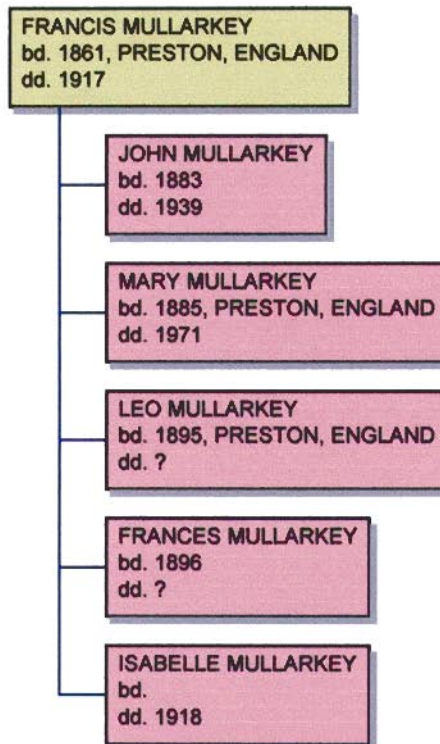 FRANCIS MULLARKEY
bd. 1861, PRESTON, ENGLAND
dd. 1917
JOHN MULLARKEY
bd. 1883
dd. 1939
MARY MULLARKEY
bd. 1885, PRESTON, ENGLAND
dd. 1971
LEO MULLARKEY
bd. 1895, PRESTON, ENGLAND
dd. ?
FRANCES MULLARKEY
bd. 1896
dd. ?
ISABELLE MULLARKEY
bd.
dd. 1918